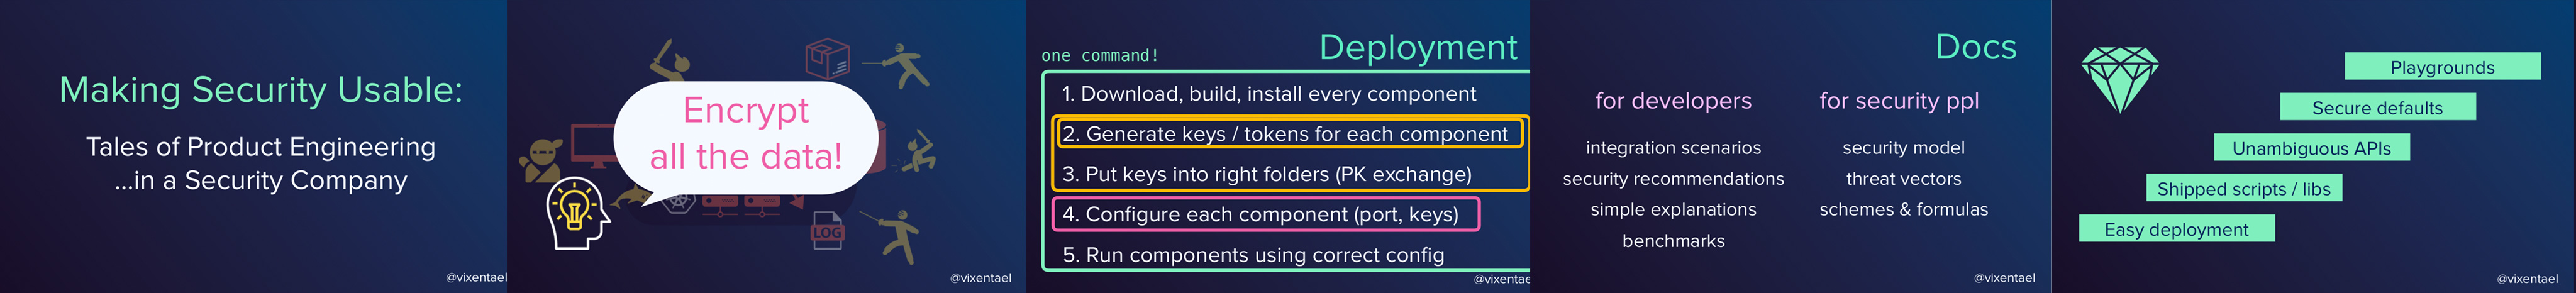 Making Security Usable:
Tales of Product Engineering
...in a Security Company
@vixentael
Encrypt
all the data!
LOG
@vixentael
one command!
Deployment
1. Download, build, install every component
2. Generate keys / tokens for each component
3. Put keys into right folders (PK exchange)
4. Configure each component (port, keys)
5. Run components using correct config
@vixentae
Docs
for developers
integration scenarios
security recommendations
simple explanations
benchmarks
for security ppl
security model
threat vectors
schemes & formulas
@vixentael
Playgrounds
Secure defaults
Unambiguous APIs
Shipped scripts / libs
Easy deployment
@vixentael